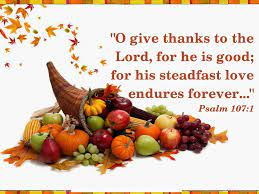 "O give thanks to the
Lord, for he is good;
for his steadfast love
endures forever..."
Psalm 107:1